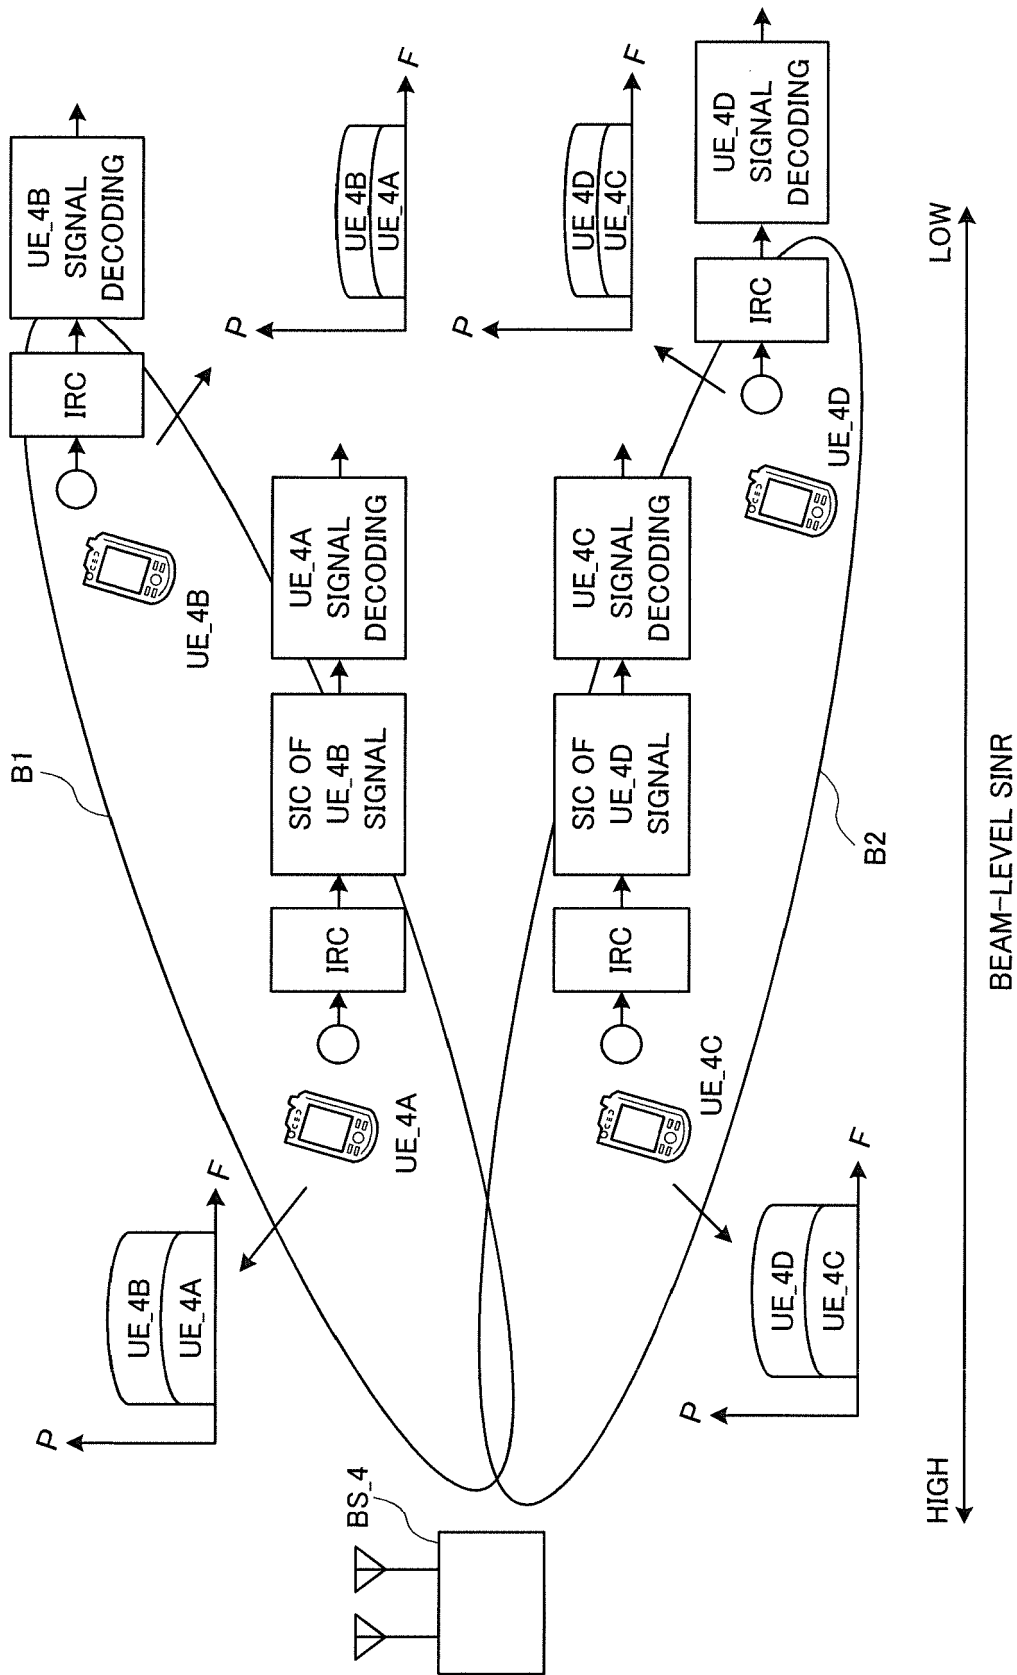 B1
UE_4B
IRC
UE_4B
SIGNAL
DECODING
P
F
UE_4B
UE_4A
P
F
UE_4B
UE_4A
UE_4A
IRC
SIC OF
UE_4B
SIGNAL
UE_4A
SIGNAL
DECODING
BS_4
UE_4C
IRC
SIC OF
UE_4D
SIGNAL
UE_4C
SIGNAL
DECODING
P
F
UE_4D
UE_4C
P
F
UE_4D
UE_4C
UE_4D
IRC
UE_4D
SIGNAL
DECODING
B2
HIGH
LOW
BEAM-LEVEL SINR